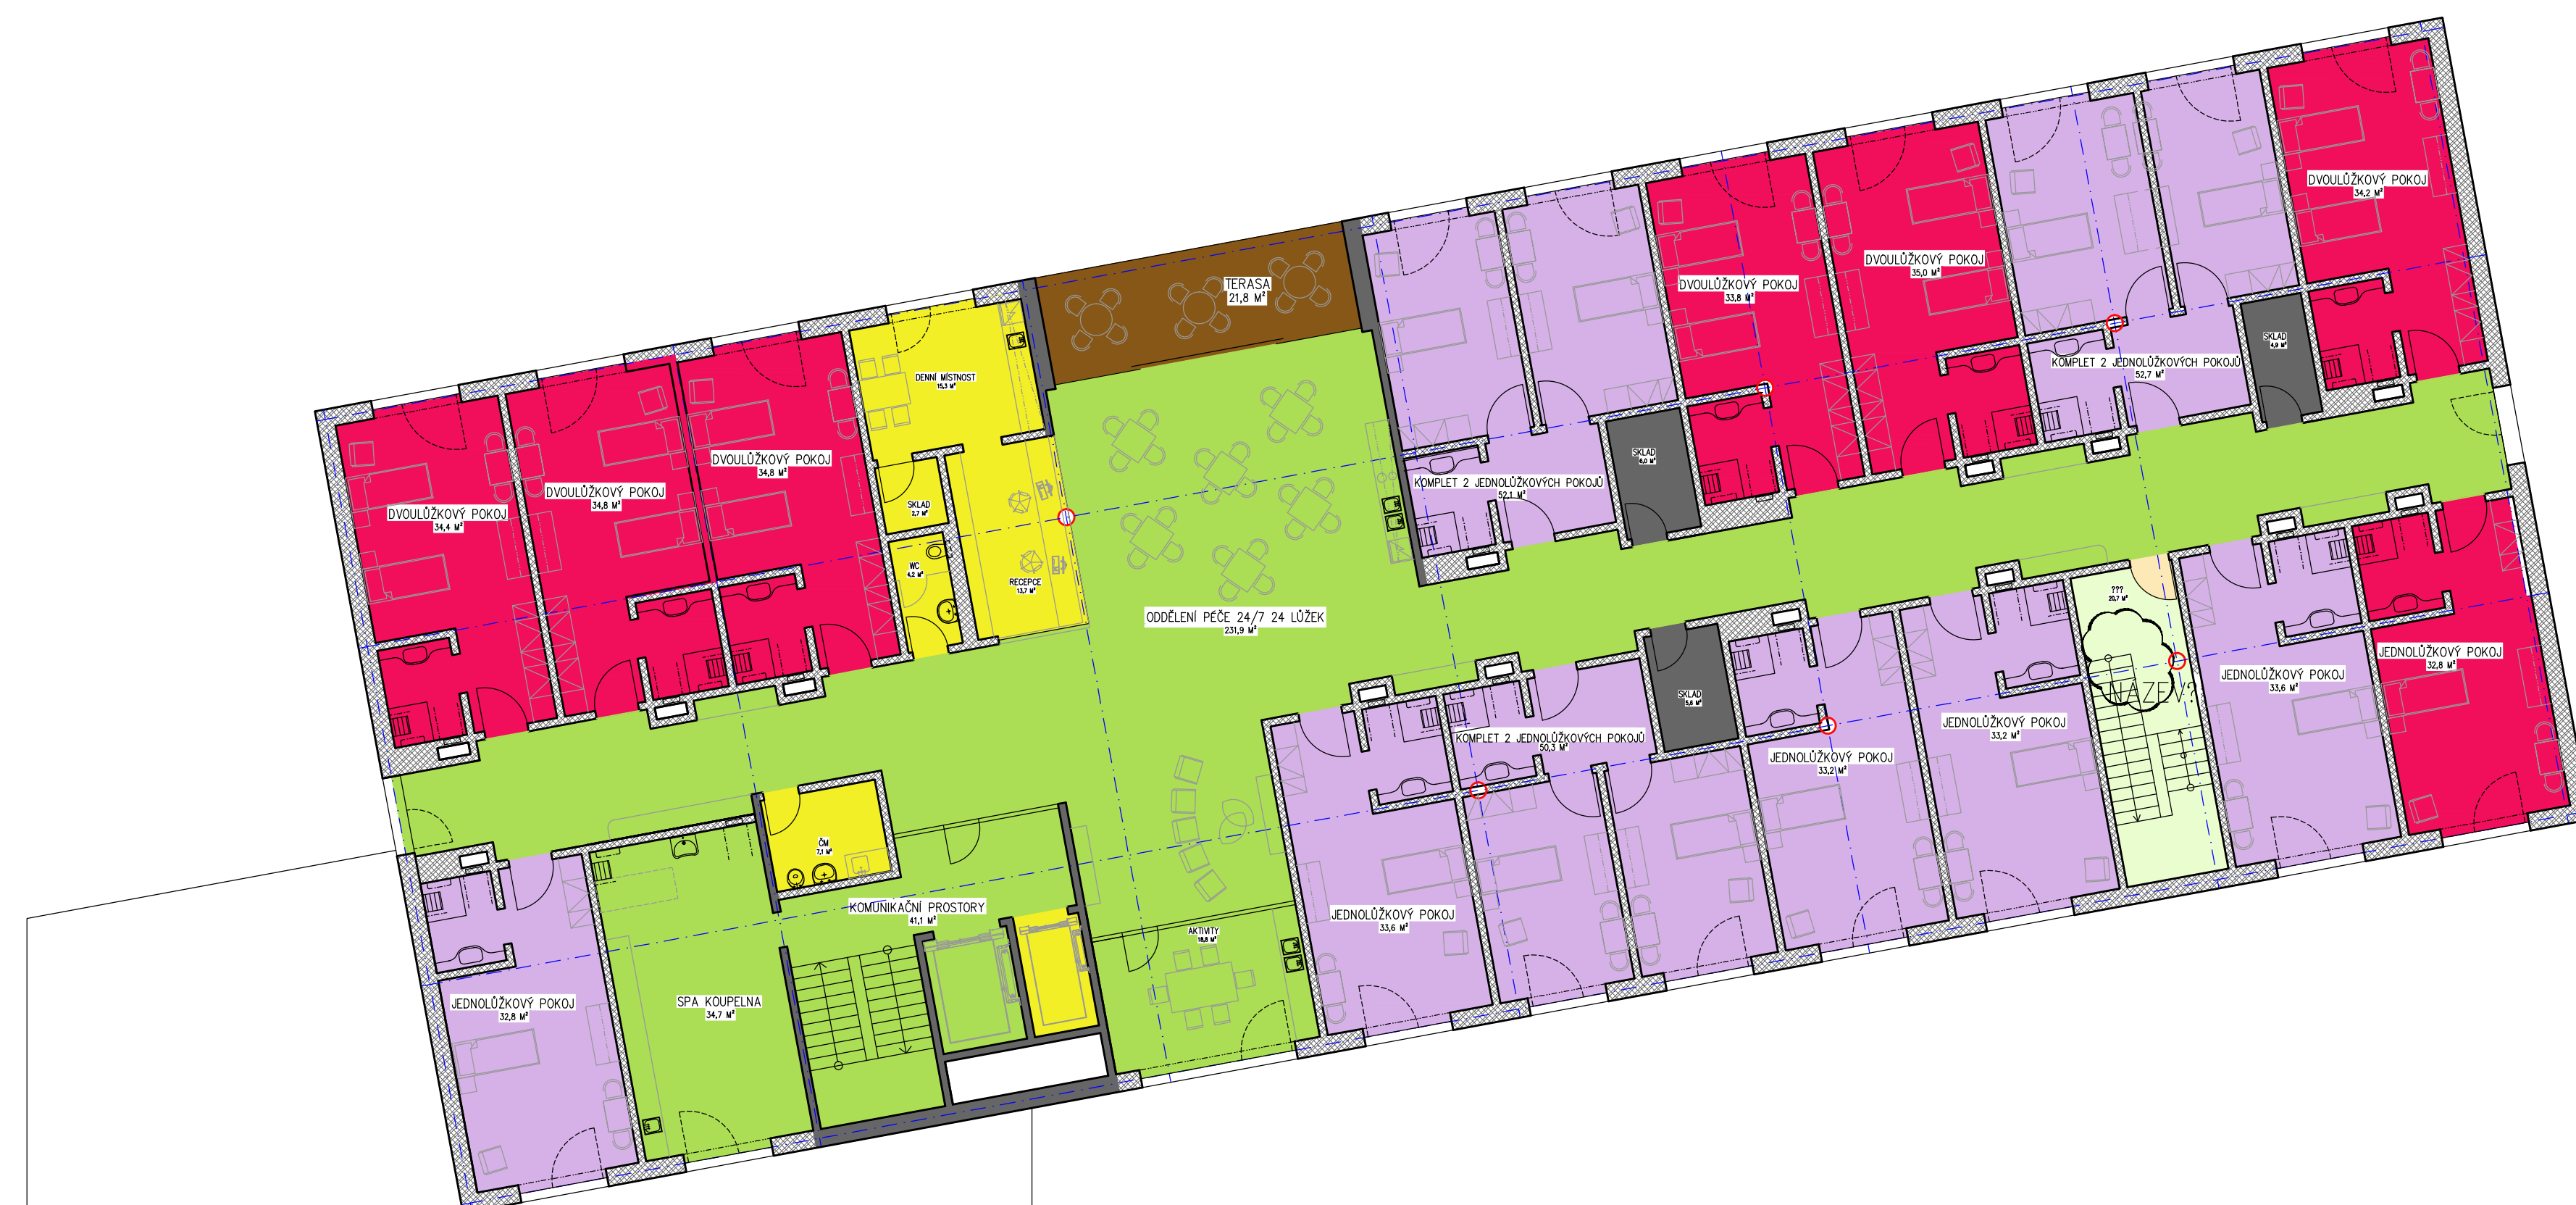 DVOULŮŽKOVÝ POKOJ
34,2 M²
DVOULŮŽKOVÝ POKOJ
35,0 M²
DVOULŮŽKOVÝ POKOJ
33,8 M²
TERASA
21,8 M²
SKLAD
4,9 M²
KOMPLET 2 JEDNOLŮŽKOVÝCH POKOJŮ
52,7 M²
DENNÍ MÍSTNOST
15,3 M²
DVOULŮŽKOVÝ POKOJ
34,8 M²
DVOULŮŽKOVÝ POKOJ
34,8 M²
DVOULŮŽKOVÝ POKOJ
34,4 M²
SKLAD
6,0 M²
KOMPLET 2 JEDNOLŮŽKOVÝCH POKOJŮ
52,1 M²
SKLAD
2,7 M²
WC
4,2 M²
RECEPCE
13,7 M²
ODDĚLENÍ PÉČE 24/7 24 LŮŽEK
231,9 M²
???
20,7 M²
NÁZEV?
JEDNOLŮŽKOVÝ POKOJ
32,8 M²
JEDNOLŮŽKOVÝ POKOJ
33,6 M²
SKLAD
5,6 M²
JEDNOLŮŽKOVÝ POKOJ
33,2 M²
KOMPLET 2 JEDNOLŮŽKOVÝCH POKOJŮ
50,3 M²
JEDNOLŮŽKOVÝ POKOJ
33,2 M²
ČM
7,1 M²
KOMUNIKAČNÍ PROSTORY
41,1 M²
JEDNOLŮŽKOVÝ POKOJ
33,6 M²
AKTIVITY
18,8 M²
JEDNOLŮŽKOVÝ POKOJ
32,8 M²
SPA KOUPELNA
34,7 M²